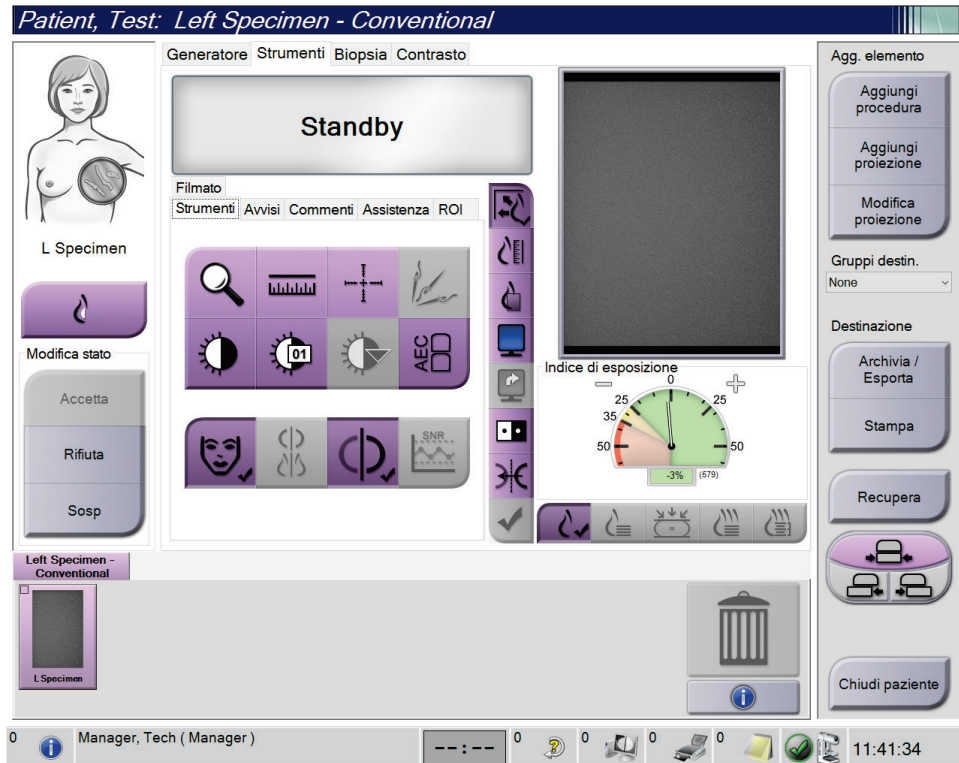 Patient, Test: Left Specimen - Conventional
Generatore Strumenti Biopsia Contrasto
Standby
Filmato
Strumenti Avvisi Commenti Assistenza ROI
L Specimen
Modifica stato
Accetta
Rifiuta
Sosp
01
AEC
SNR
Indice di esposizione
0
25 25
35
50 50
-3% (579)
Agg. elemento
Aggiungi
procedura
Aggiungi
proiezione
Modifica
proiezione
Gruppi destin.
None
Destinazione
Archivia /
Esporta
Stampa
Recupera
Chiudi paziente
Left Specimen -
Conventional
L Specimen
0 Manager, Tech ( Manager ) --:-- 0 0 0 0 11:41:34